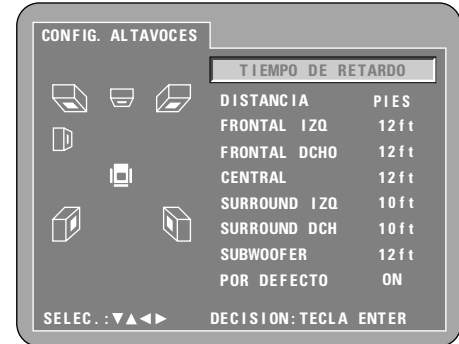 CONFIG. ALTAVOCES
TIEMPO DE RETARDO
DISTANCIA PIES
FRONTAL IZQ 12ft
FRONTAL DCHO 12ft
CENTRAL 12ft
SURROUND IZQ 10ft
SURROUND DCH 10ft
SUBWOOFER 12ft
POR DEFECTO ON
SELEC.:▼▲◄► DECISION:TECLA ENTER